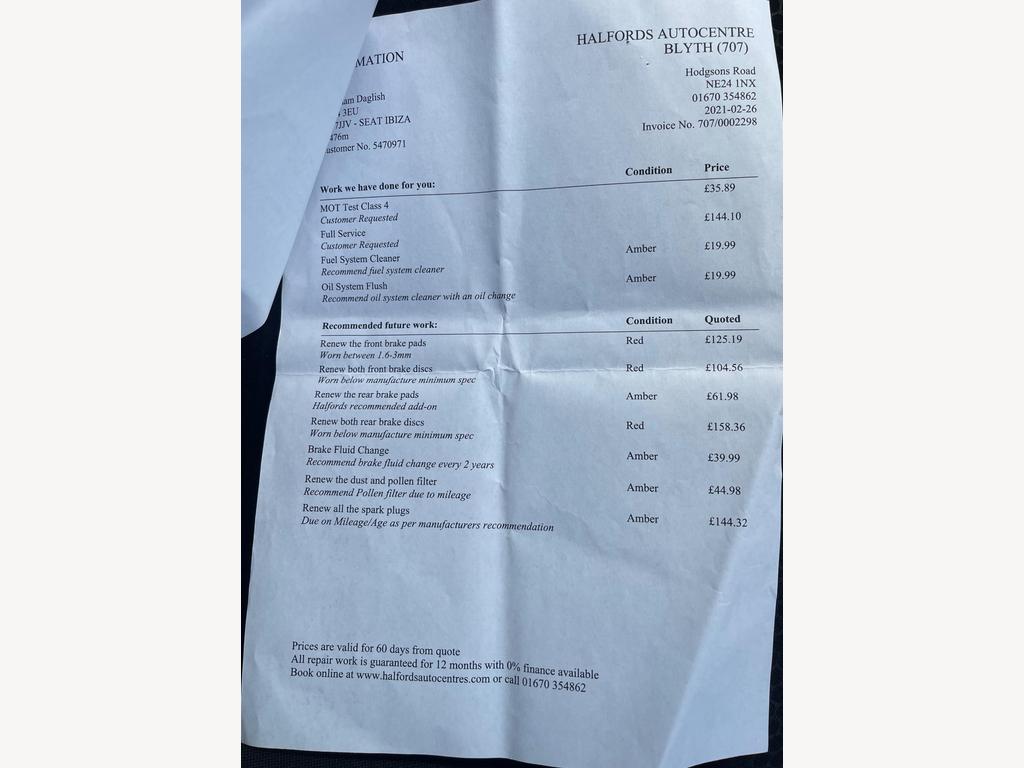 MATION
HALFORDS AUTOCENTRE
BLYTH (707)
Hodgsons Road
NE24 1NX
01670 354862
2021-02-26
Invoice No. 707/0002298
Daglish
3EU
7JJV - SEAT IBIZA
476m
ustomer No. 5470971
Work we have done for you: Condition Price
MOT Test Class 4 £35.89
Customer Requested
Full Service £144.10
Customer Requested
Fuel System Cleaner Amber £19.99
Recommend fuel system cleaner
Oil System Flush Amber £19.99
Recommend oil system cleaner with an oil change
Recommended future work: Condition Quoted
Renew the front brake pads Red £125.19
Worn between 1.6-3mm
Renew both front brake discs Red £104.56
Worn below manufacture minimum spec
Renew the rear brake pads Amber £61.98
Halfords recommended add-on
Renew both rear brake discs Red £158.36
Worn below manufacture minimum spec
Brake Fluid Change Amber £39.99
Recommend brake fluid change every 2 years
Renew the dust and pollen filter Amber £44.98
Recommend Pollen filter due to mileage
Renew all the spark plugs Amber £144.32
Due on Mileage/Age as per manufacturers recommendation
Prices are valid for 60 days from quote
All repair work is guaranteed for 12 months with 0% finance available
Book online at www.halfordsautocentres.com or call 01670 354862